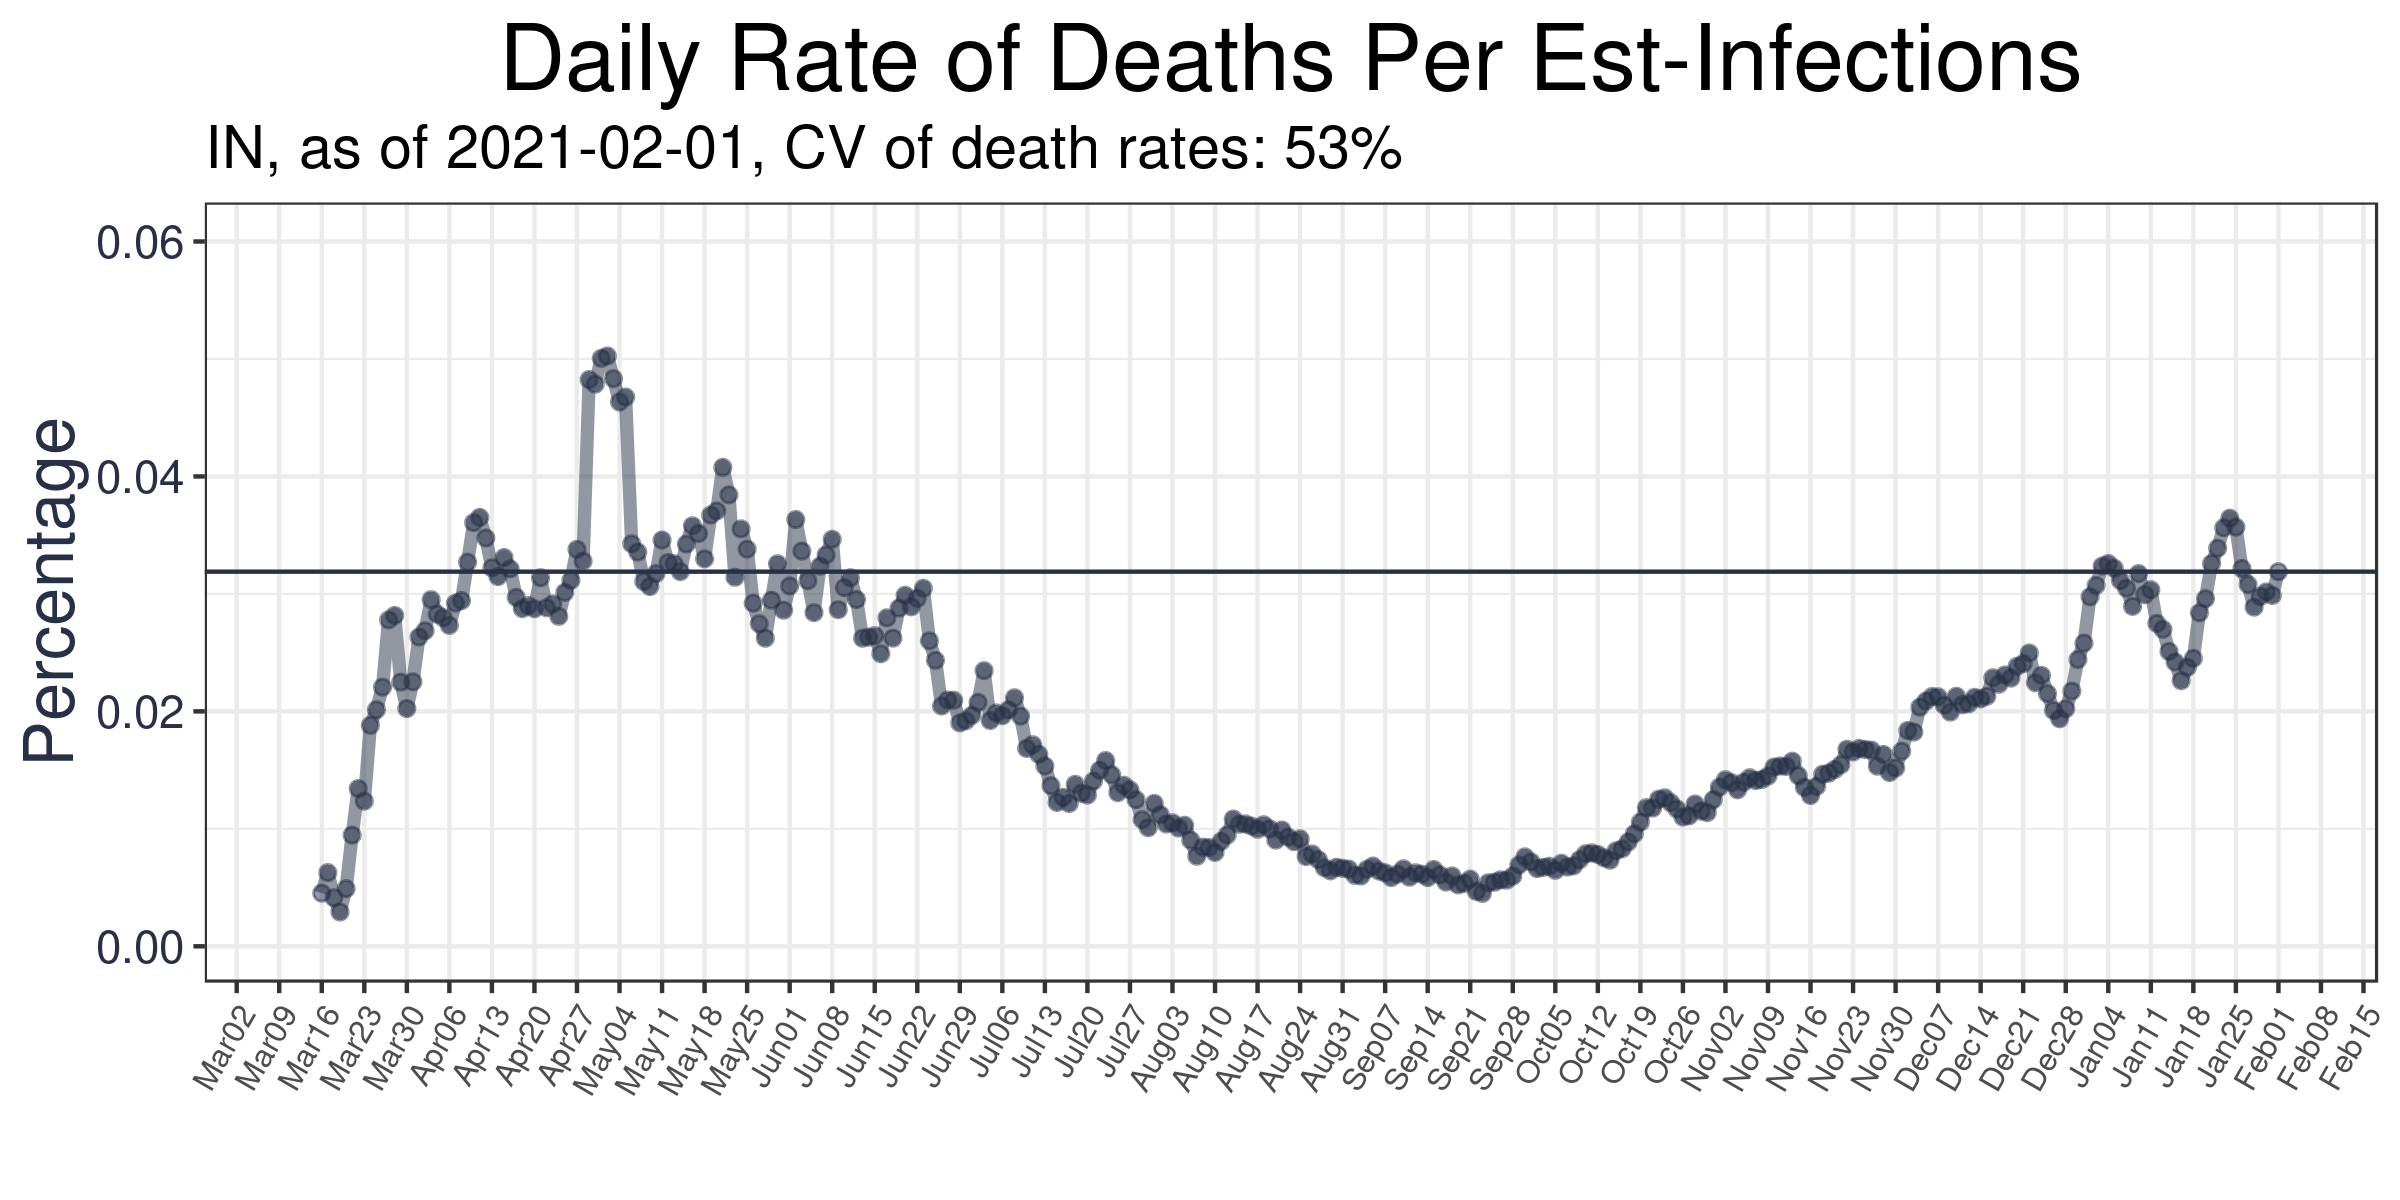 Daily Rate of Deaths Per Est-Infections
IN, as of 2021-02-01, CV of death rates: 53%
Percentage
0.06
0.04
0.02
0.00
Mar02
Mar09
Mar16
Mar23
Mar30
Apr06
Apr13
Apr20
Apr27
May04
May11
May18
May25
Jun01
Jun08
Jun15
Jun22
Jun29
Jul06
Jul13
Jul20
Jul27
Aug03
Aug10
Aug17
Aug24
Aug31
Sep07
Sep14
Sep21
Sep28
Oct05
Oct12
Oct19
Oct26
Nov02
Nov09
Nov16
Nov23
Nov30
Dec07
Dec14
Dec21
Dec28
Jan04
Jan11
Jan18
Jan25
Feb01
Feb08
Feb15